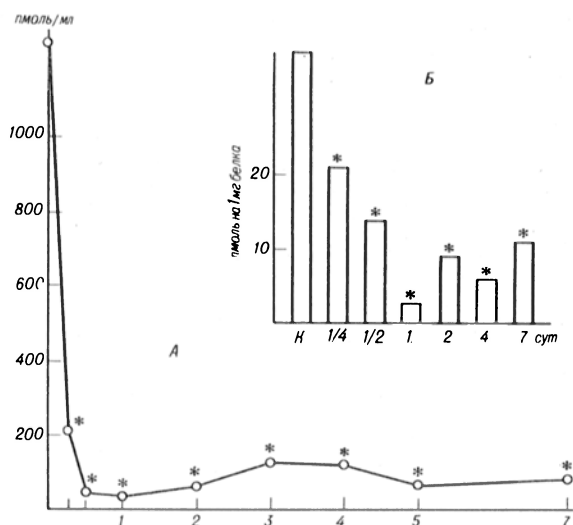 пмоль/мл
1000
800
600
400
200
А
1 2 3 4 5 7
Б
пмоль на 1 мг белка
20
10
* * * * * *
К 1/4 1/2 1. 2 4 7 сут
* * * * * * * *